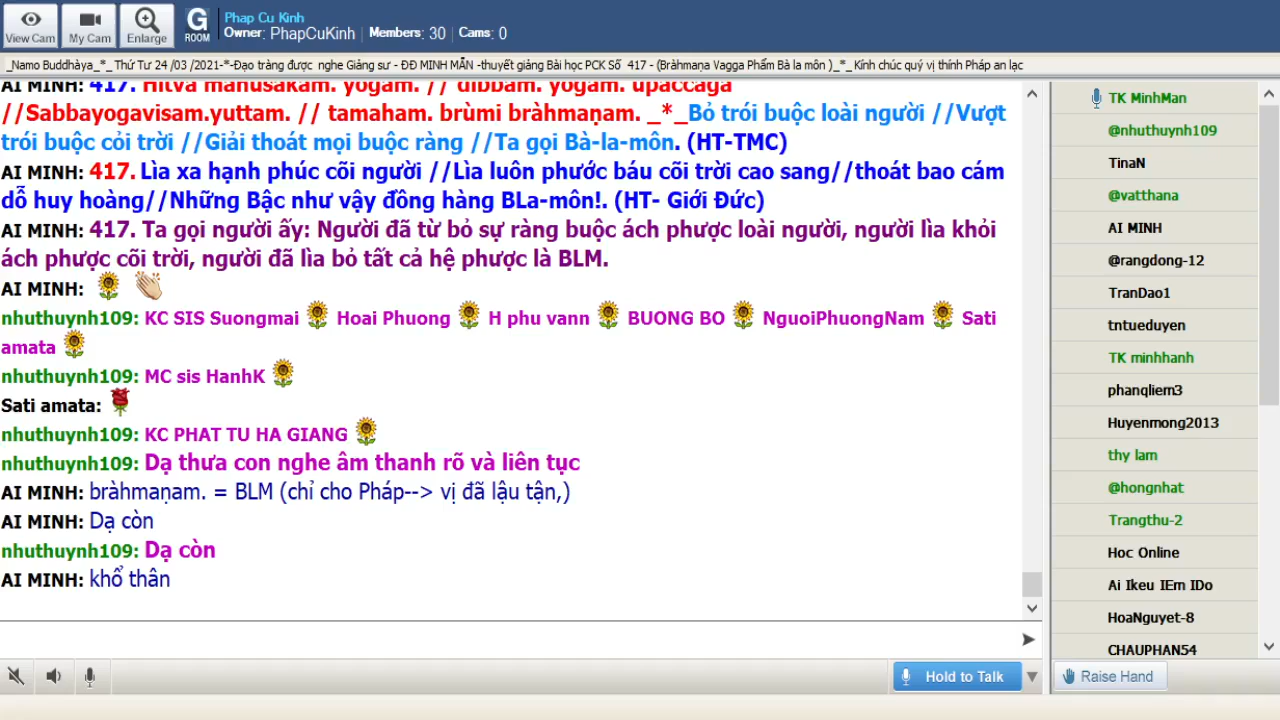 View Cam
My Cam
Enlarge
G
ROOM
Phap Cu Kinh
Owner: PhapCuKinh Members: 30 Cams: 0
_Namo Buddhàya_*_ Thứ Tư 24 /03 /2021-*-Đạo tràng được nghe Giảng sư - ĐĐ MINH MẪN -thuyết giảng Bài học PCK Số 417 - (Bràhmaṇa Vagga Phẩm Bà la môn )_*_ Kính chúc quý vị thính Pháp an lạc
AI MINH: 417. Hitvà mànusakam. yogam. // dibbam. yogam. upaccagà
//Sabbayogavisam.yuttam. // tamaham. brùmi bràhmaṇam. _*_Bỏ trói buộc loài người //Vượt
trói buộc cỏi trời //Giải thoát mọi buộc ràng //Ta gọi Bà-la-môn. (HT-TMC)
AI MINH: 417. Lìa xa hạnh phúc cõi người //Lìa luôn phước báu cõi trời cao sang//thoát bao cám
dỗ huy hoàng//Những Bậc như vậy đồng hàng BLa-môn!. (HT- Giới Đức)
AI MINH: 417. Ta gọi người ấy: Người đã từ bỏ sự ràng buộc ách phược loài người, người lìa khỏi
ách phược cõi trời, người đã lìa bỏ tất cả hệ phược là BLM.
AI MINH:
nhuthuynh109: KC SIS Suongmai Hoai Phuong H phu vann BUONG BO NguoiPhuongNam Sati
amata
nhuthuynh109: MC sis HanhK
Sati amata:
nhuthuynh109: KC PHAT TU HA GIANG
nhuthuynh109: Dạ thưa con nghe âm thanh rõ và liên tục
AI MINH: bràhmaṇam. = BLM (chỉ cho Pháp--> vị đã lậu tận,)
AI MINH: Dạ còn
nhuthuynh109: Dạ còn
AI MINH: khổ thân
Hold to Talk
TK MinhMan
@nhuthuynh109
TinaN
@vatthana
AI MINH
@rangdong-12
TranDao1
tntueduyen
TK minhhanh
phanqliem3
Huyenmong2013
thy lam
@hongnhat
Trangthu-2
Hoc Online
Ai Ikeu IEm IDo
HoaNguyet-8
CHAUPHAN54
Raise Hand